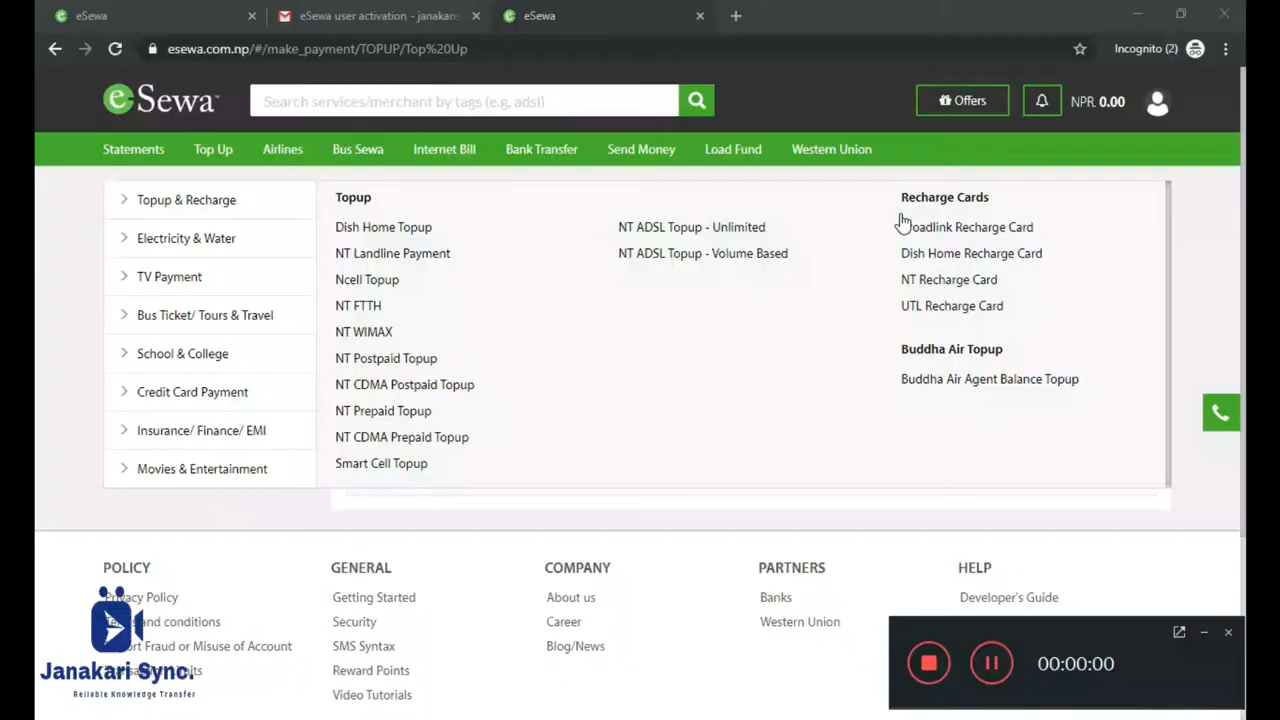 eSewa
eSewa user activation - janakans
eSewa
esewa.com.np/#/make_payment/TOPUP/Top%20Up
Incognito (2)
eSewa
Search services/merchant by tags (e.g, adsl)
Offers
NPR 0.00
Statements Top Up Airlines Bus Sewa Internet Bill Bank Transfer Send Money Load Fund Western Union
Topup & Recharge
Electricity & Water
TV Payment
Bus Ticket/ Tours & Travel
School & College
Credit Card Payment
Insurance/ Finance/ EMI
Movies & Entertainment
Topup
Dish Home Topup
NT Landline Payment
Ncell Topup
NT FTTH
NT WIMAX
NT Postpaid Topup
NT CDMA Postpaid Topup
NT Prepaid Topup
NT CDMA Prepaid Topup
Smart Cell Topup
NT ADSL Topup - Unlimited
NT ADSL Topup - Volume Based
Recharge Cards
Recharge Card
Dish Home Recharge Card
NT Recharge Card
UTL Recharge Card
Buddha Air Topup
Buddha Air Agent Balance Topup
POLICY
Privacy Policy
and conditions
Fraud or Misuse of Account
GENERAL
Getting Started
Security
SMS Syntax
Reward Points
Video Tutorials
COMPANY
About us
Career
Blog/News
PARTNERS
Banks
Western Union
HELP
Developer's Guide
00:00:00
Janakari Sync.
Reliable Knowledge Transfer